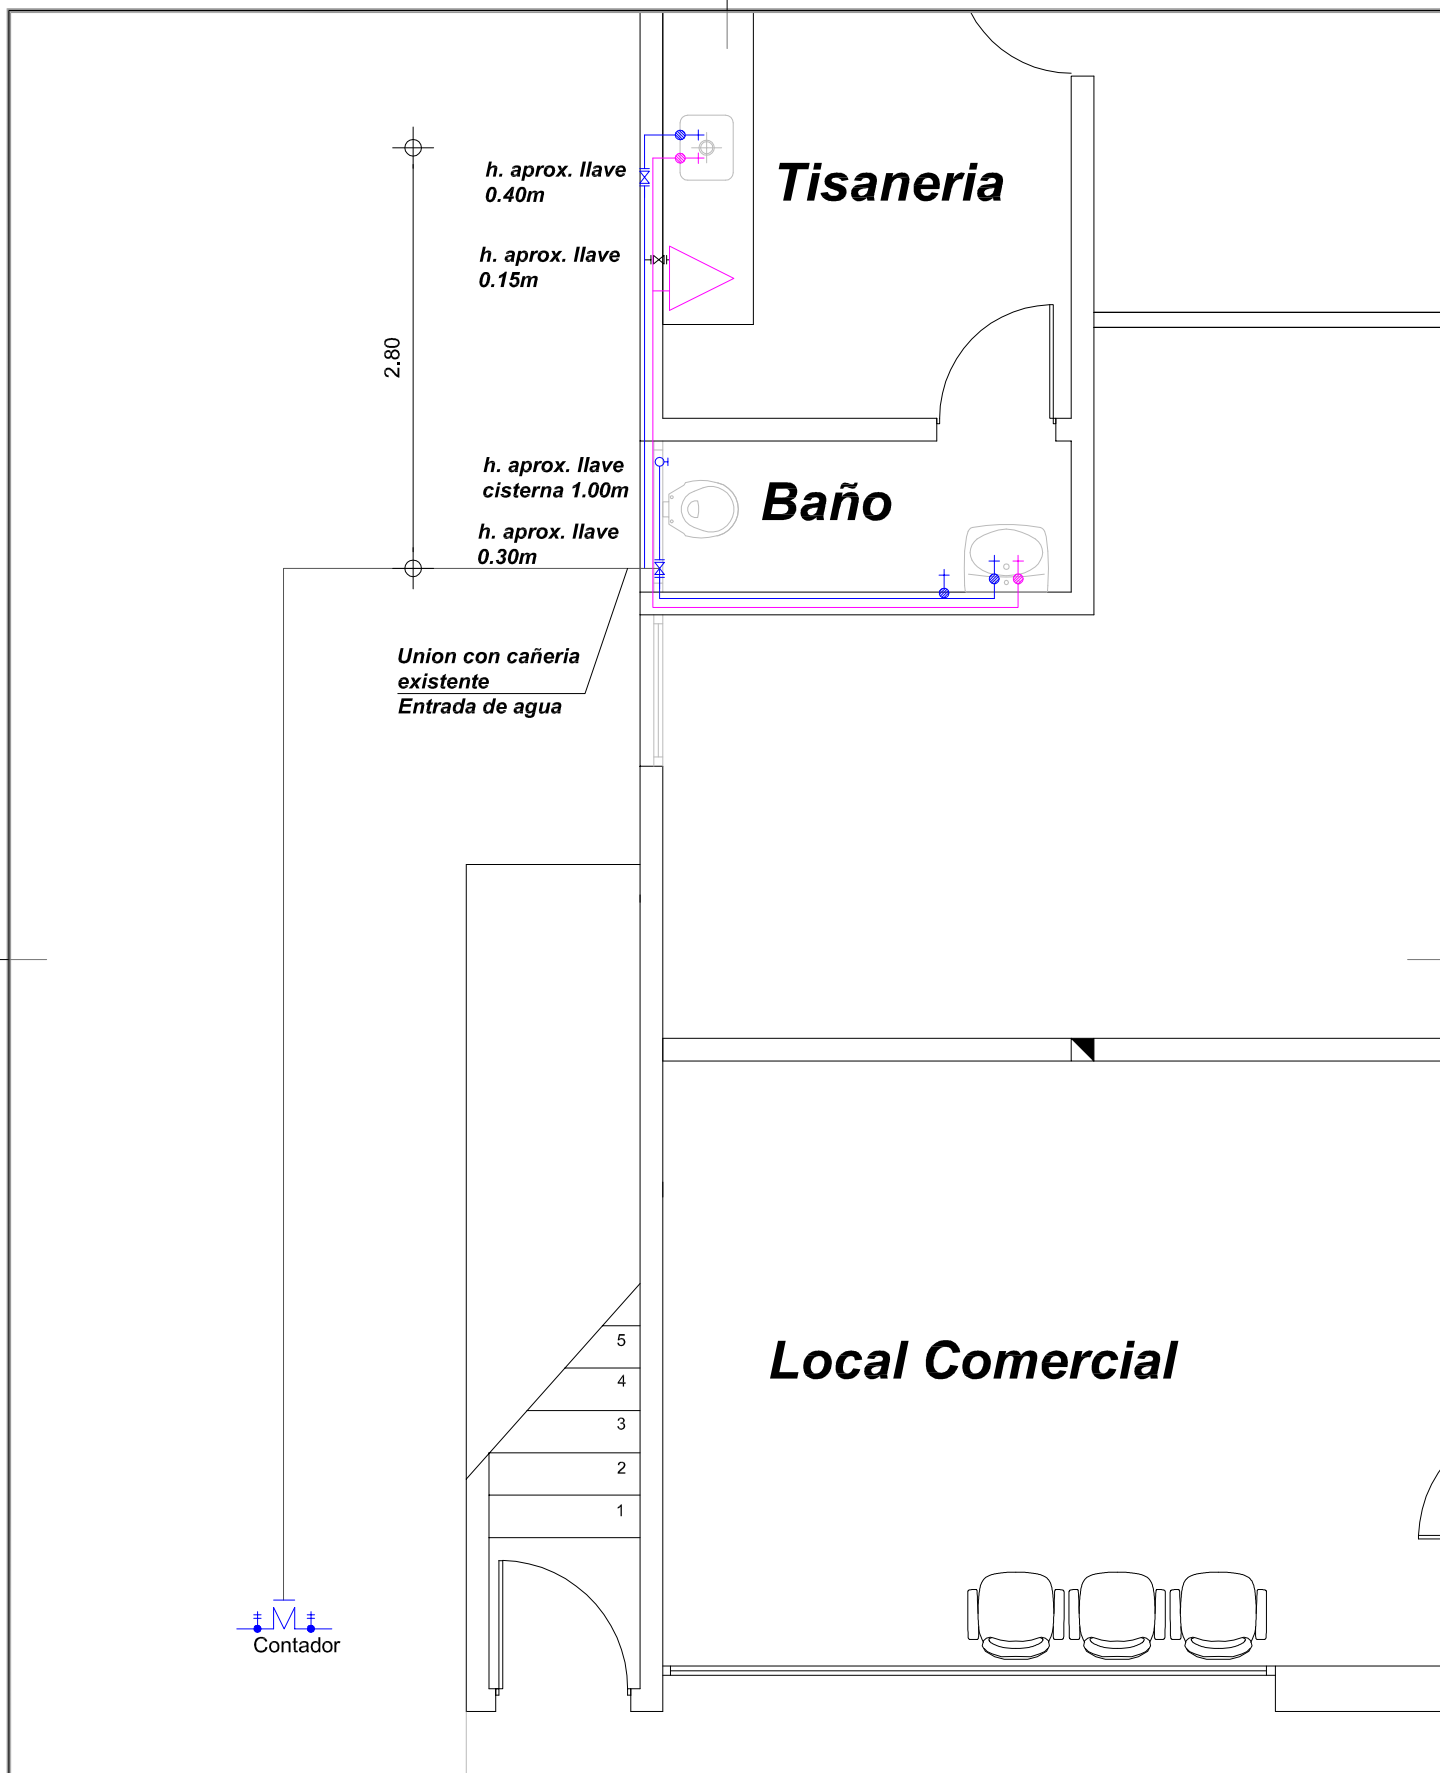 h. aprox. llave
0.40m
Tisaneria
h. aprox. llave
0.15m
2.80
h. aprox. llave
cisterna 1.00m
Baño
h. aprox. llave
0.30m
Union con cañeria
existente
Entrada de agua
5
Local Comercial
4
3
2
1
M
Contador